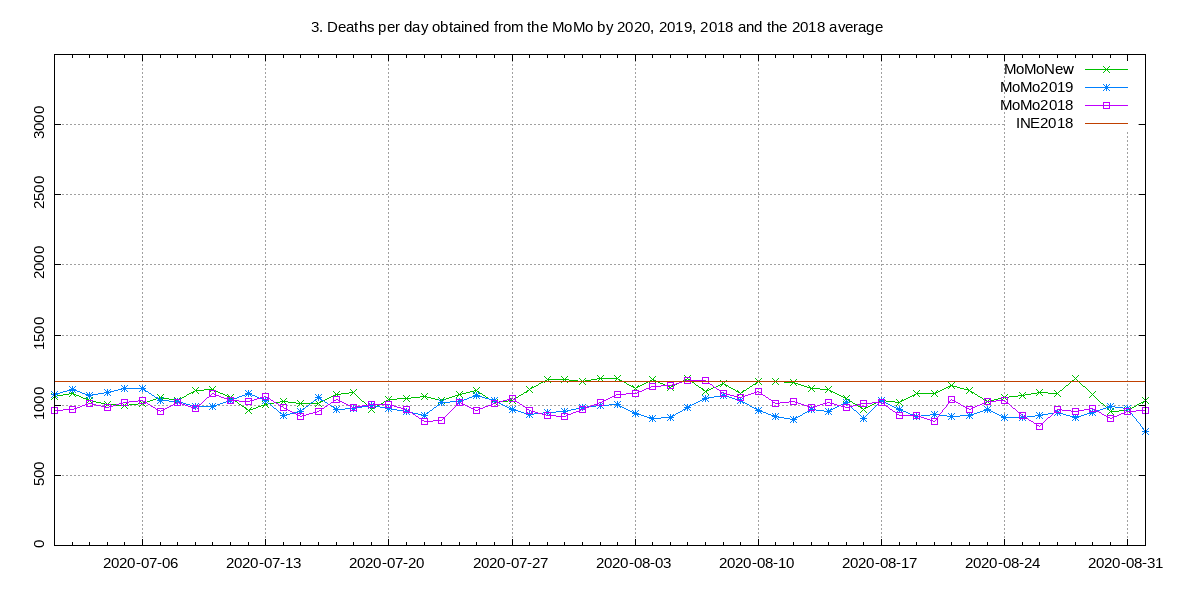 3. Deaths per day obtained from the MoMo by 2020, 2019, 2018 and the 2018 average
MoMoNew
MoMo2019
MoMo2018
INE2018
3000
2500
2000
1500
1000
500
0
2020-07-06 2020-07-13 2020-07-20 2020-07-27 2020-08-03 2020-08-10 2020-08-17 2020-08-24 2020-08-31